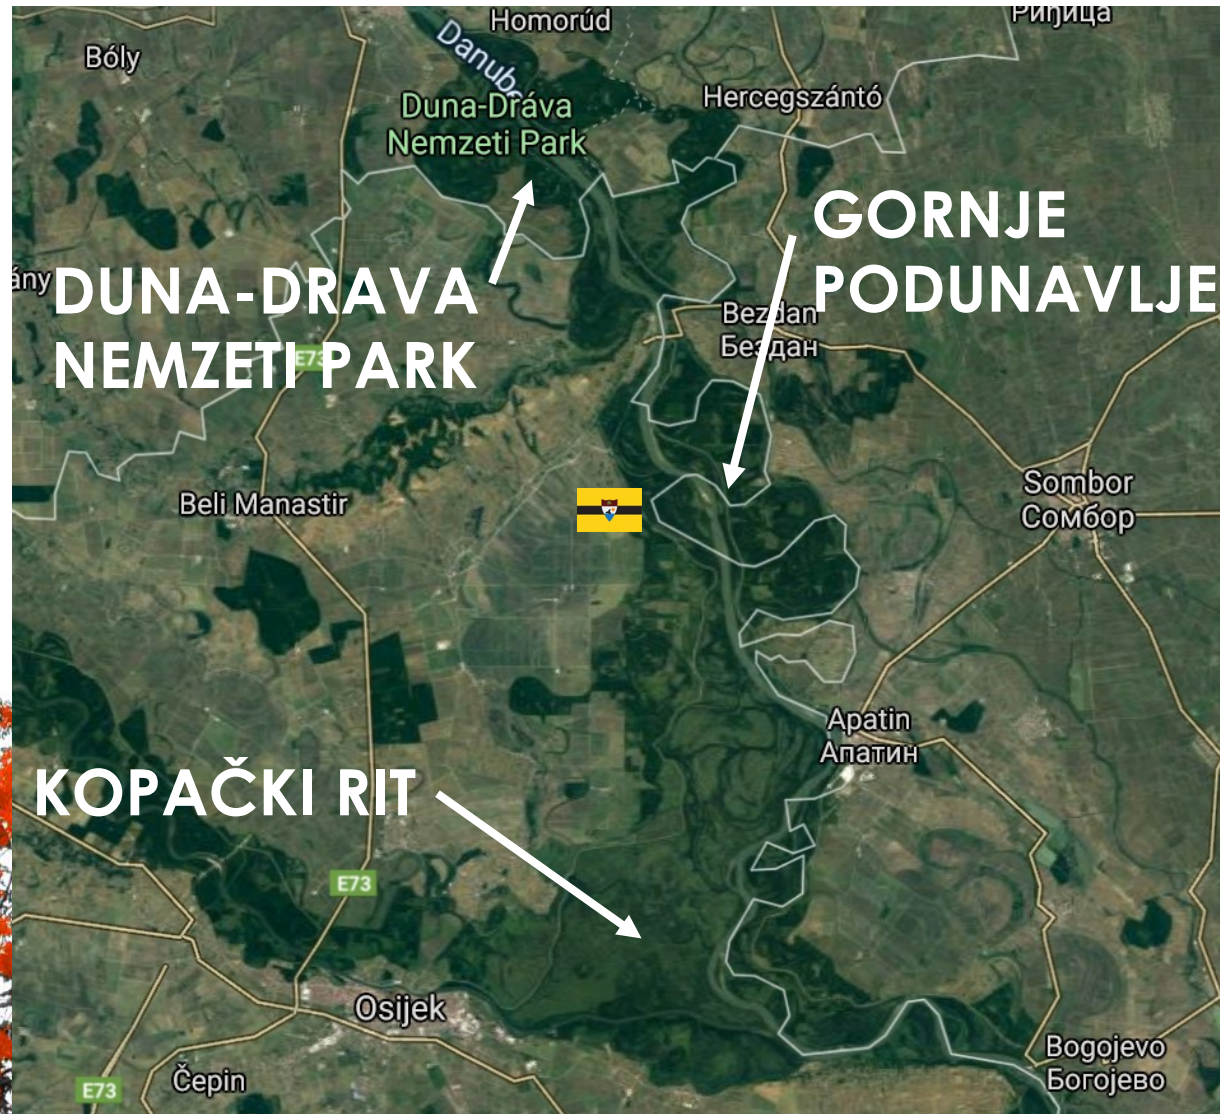 Homorúd
Риђица
Bóly
Danube
Duna-Dráva
Nemzeti Park
Hercegszántó
GORNJE
PODUNAVLJE
ány
DUNA-DRAVA
NEMZETI PARK
E73
Bezdan
Бездан
Beli Manastir
Sombor
Сомбор
Apatin
Апатин
KOPAČKI RIT
E73
Osijek
Bogojevo
Богојево
Čepin
E73